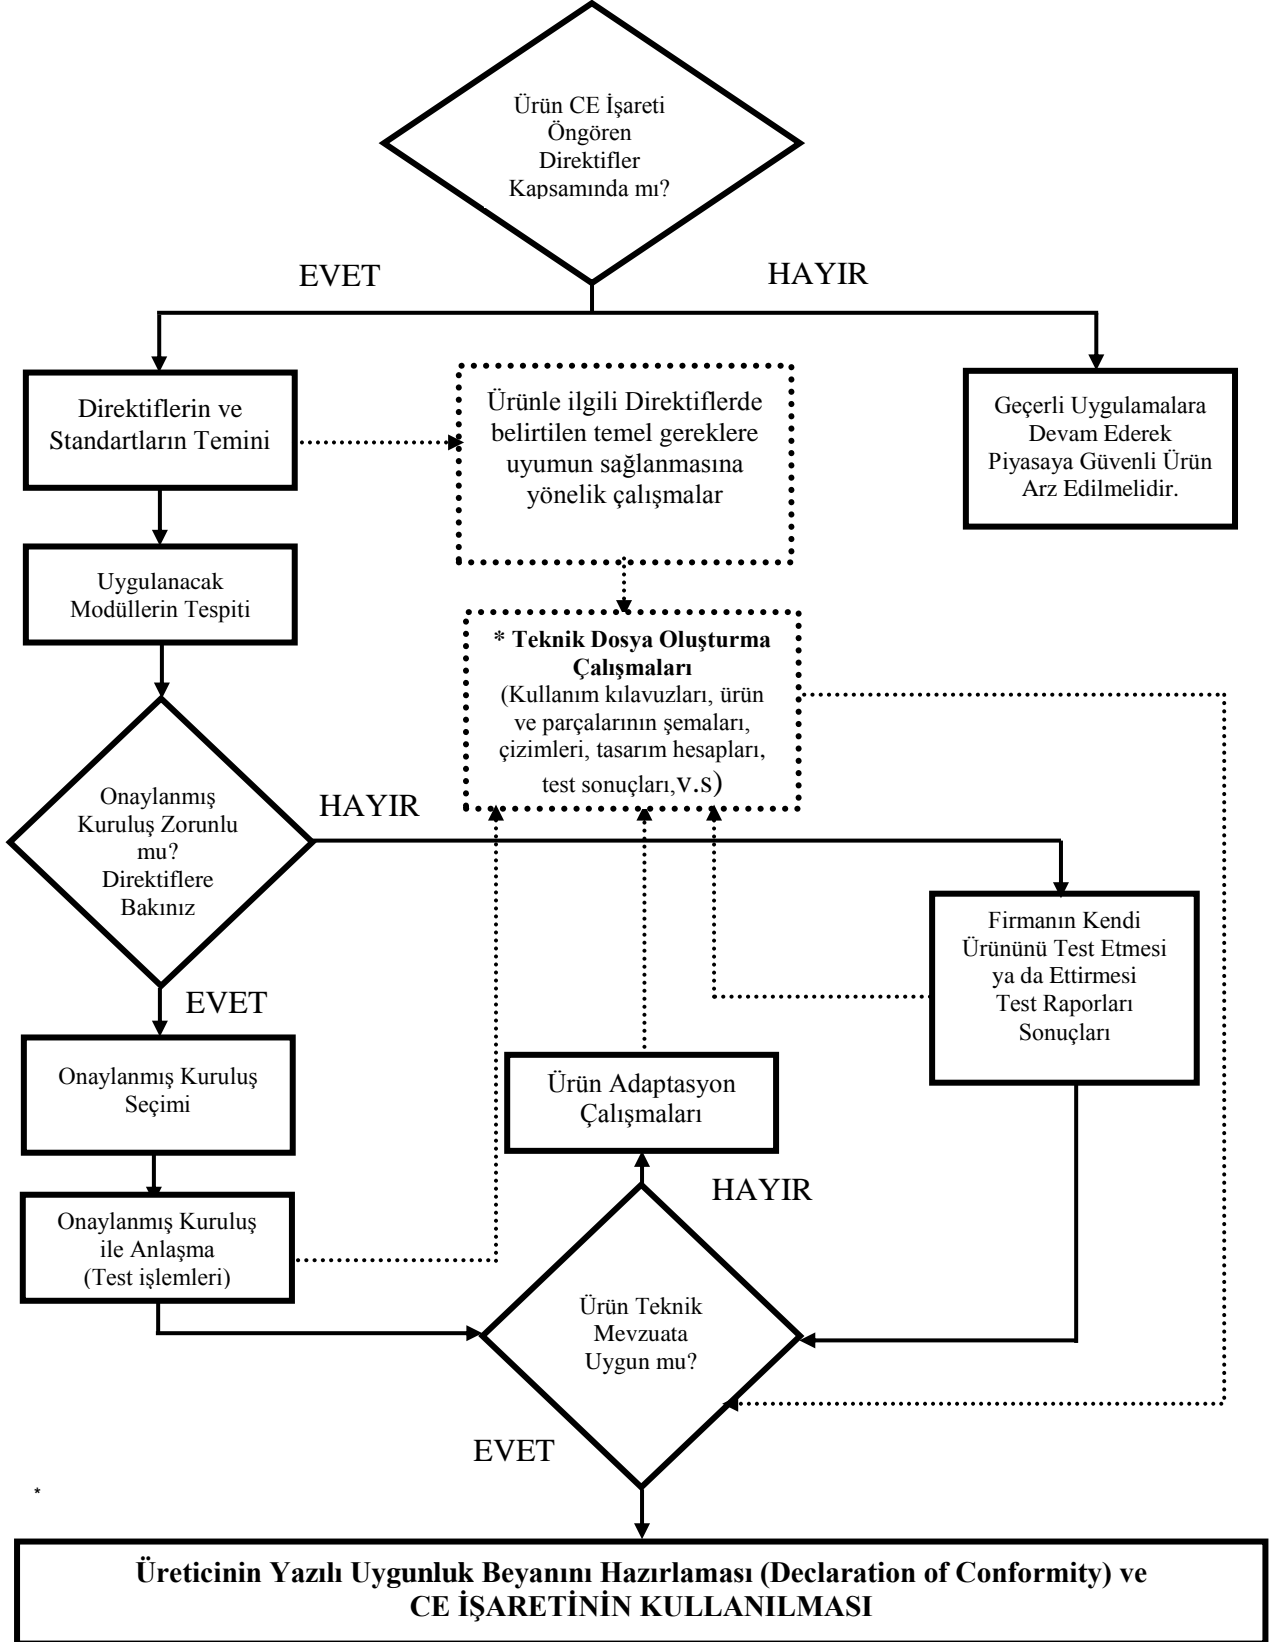 Ürün CE İşareti
Öngören
Direktifler
Kapsamında mı?
EVET
HAYIR
Direktiflerin ve
Standartların Temini
Ürünle ilgili Direktiflerde
belirtilen temel gereklere
uyumun sağlanmasına
yönelik çalışmalar
Geçerli Uygulamalara
Devam Ederek
Piyasaya Güvenli Ürün
Arz Edilmelidir.
Uygulanacak
Modüllerin Tespiti
* Teknik Dosya Oluşturma
Çalışmaları
(Kullanım kılavuzları, ürün
ve parçalarının şemaları,
çizimleri, tasarım hesapları,
test sonuçları,v.s)
Onaylanmış
Kuruluş Zorunlu
mu?
Direktiflere
Bakınız
HAYIR
EVET
Firmanın Kendi
Ürününü Test Etmesi
ya da Ettirmesi
Test Raporları
Sonuçları
Onaylanmış Kuruluş
Seçimi
Ürün Adaptasyon
Çalışmaları
HAYIR
Onaylanmış Kuruluş
ile Anlaşma
(Test işlemleri)
Ürün Teknik
Mevzuata
Uygun mu?
EVET
*
Üreticinin Yazılı Uygunluk Beyanını Hazırlaması (Declaration of Conformity) ve
CE İŞARETİNİN KULLANILMASI